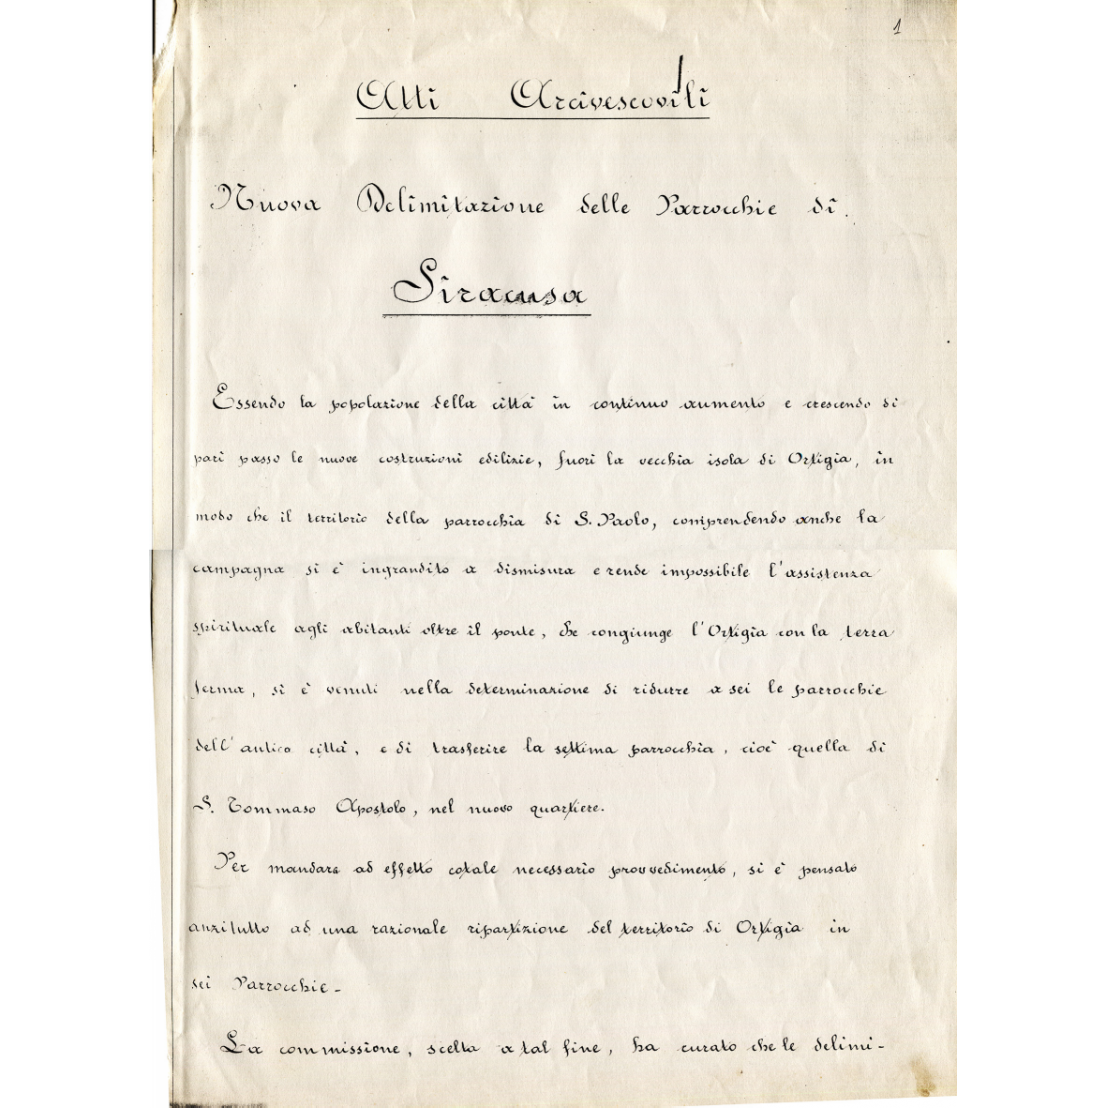 1
Atti Arcivescovili
Nuova Delimitazione delle Parrocchie di
Siracusa
Essendo la popolazione della città in continuo aumento e crescendo di
pari passo le nuove costruzioni edilizie, fuori la vecchia isola di Ortigia, in
modo che il territorio della parrocchia di S. Paolo, comprendendo anche la
campagna si è ingrandito a dismisura e rende impossibile l'assistenza
spirituale agli abitanti oltre il ponte, che congiunge l'Ortigia con la terra
ferma, si è venuti nella determinazione di ridurre a sei le parrocchie
dell'antico città, e di trasferire la settima parrocchia, cioè quella di
S. Tommaso Apostolo, nel nuovo quartiere.
Per mandare ad effetto cotale necessario provvedimento, si è pensato
anzitutto ad una razionale ripartizione del territorio di Ortigia in
sei Parrocchie-
La commissione, scelta a tal fine, ha curato che le delimi-